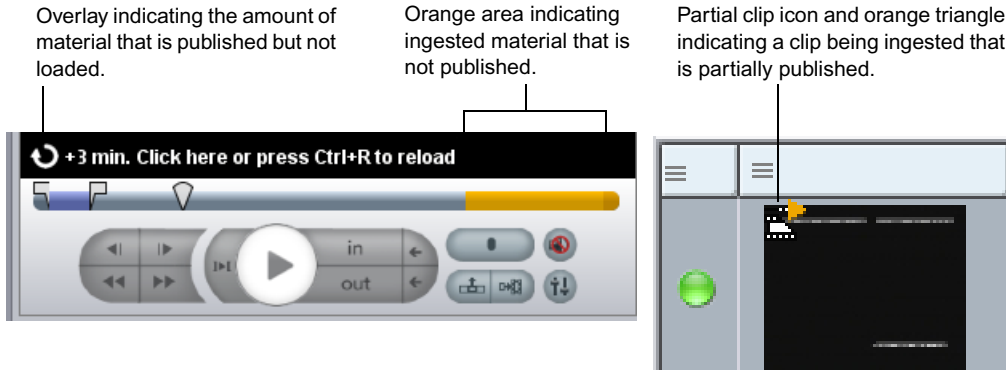 Overlay indicating the amount of
material that is published but not
loaded.
Orange area indicating
ingested material that is
not published.
Partial clip icon and orange triangle
indicating a clip being ingested that
is partially published.
+3 min. Click here or press Ctrl+R to reload
in
out